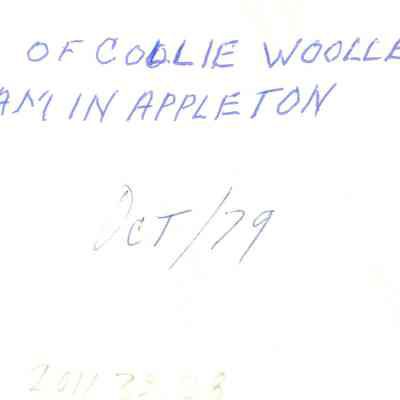 OF COLLIE WOOLLE
AM IN APPLETON
Oct/79